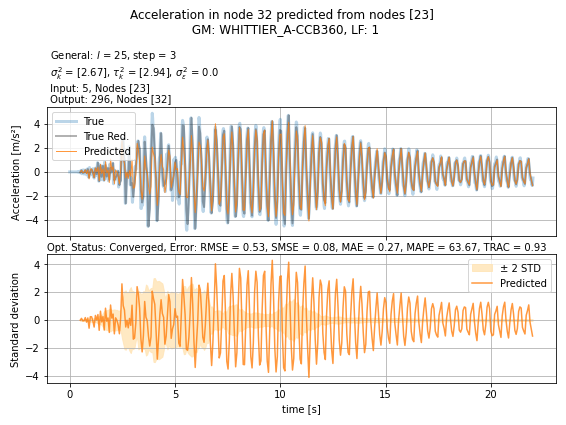 Acceleration in node 32 predicted from nodes [23]
GM: WHITTIER_A-CCB360, LF: 1
General: l = 25, step = 3
σ²ₖ = [2.67], τ²ₖ = [2.94], σ²ε = 0.0
Input: 5, Nodes [23]
Output: 296, Nodes [32]
Acceleration [m/s²]
4
2
0
−2
−4
True
True Red.
Predicted
Opt. Status: Converged, Error: RMSE = 0.53, SMSE = 0.08, MAE = 0.27, MAPE = 63.67, TRAC = 0.93
Standard deviation
4
2
0
−2
−4
± 2 STD
Predicted
0 5 10 15 20
time [s]